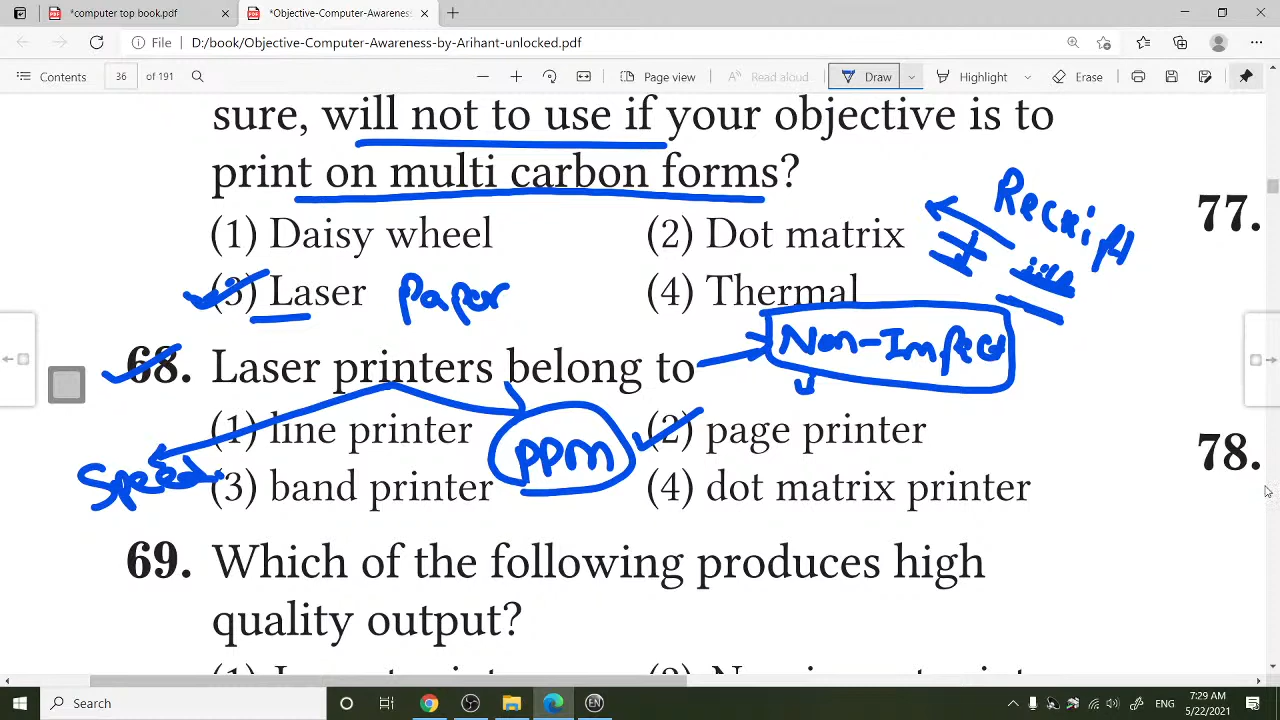 *computer top book.pdf
*Objective-Computer-Awareness-
File D:/book/Objective-Computer-Awareness-by-Arihant-unlocked.pdf
Contents 36 of 191 Page view Read aloud Draw Highlight Erase
sure, will not to use if your objective is to
print on multi carbon forms?
Receipt
77.
(1) Daisy wheel (2) Dot matrix
(3) Laser Paper (4) Thermal
68. Laser printers belong to Non-Impect
(1) line printer (2) page printer
PPM
78.
Speed
(3) band printer (4) dot matrix printer
69. Which of the following produces high
quality output?
Search
EN
7:29 AM
5/22/2021